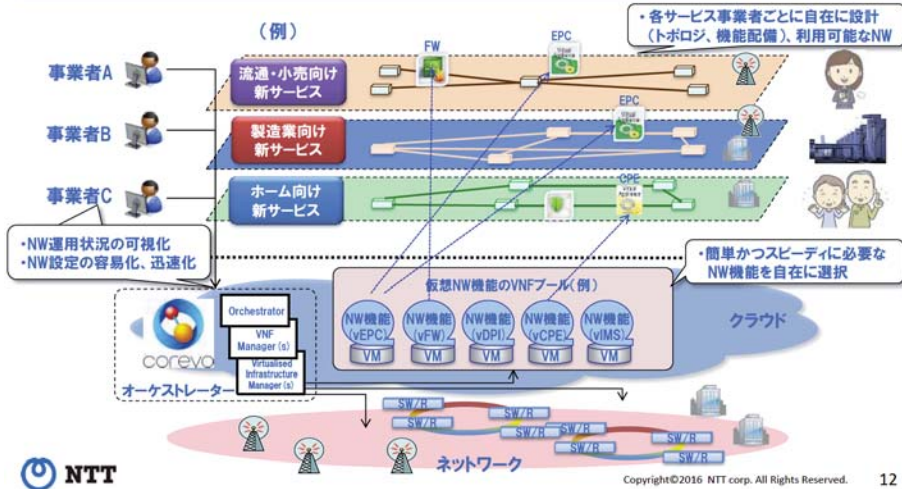 (例)
・各サービス事業者ごとに自在に設計
(トポロジ、機能配備)、利用可能なNW
FW
EPC
事業者A
流通・小売向け
新サービス
EPC
事業者B
製造業向け
新サービス
CPE
事業者C
ホーム向け
新サービス
・NW運用状況の可視化
・NW設定の容易化、迅速化
・簡単かつスピーディに必要な
NW機能を自在に選択
仮想NW機能のVNFプール(例)
クラウド
Orchestrator
VNF
Manager(s)
Virtualised
Infrastructure
Manager(s)
オーケストレーター
NW機能
(vEPC)
VM
NW機能
(vFW)
VM
NW機能
(vDPI)
VM
NW機能
(vCPE)
VM
NW機能
(vIMS)
VM
SW/R
SW/R
SW/R
SW/R
SW/R
SW/R
SW/R
SW/R
ネットワーク
NTT
Copyright©2016 NTT corp. All Rights Reserved.
12